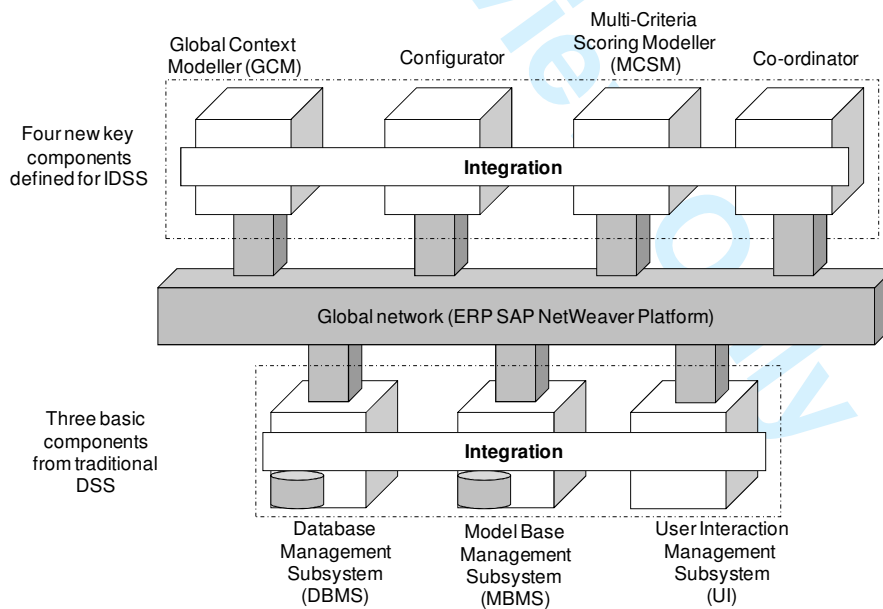 Global Context
Modeller (GCM)
Configurator
Multi-Criteria
Scoring Modeller
(MCSM)
Co-ordinator
Four new key
components
defined for IDSS
Integration
Global network (ERP SAP NetWeaver Platform)
Three basic
components
from traditional
DSS
Integration
Database
Management
Subsystem
(DBMS)
Model Base
Management
Subsystem
(MBMS)
User Interaction
Management
Subsystem
(UI)